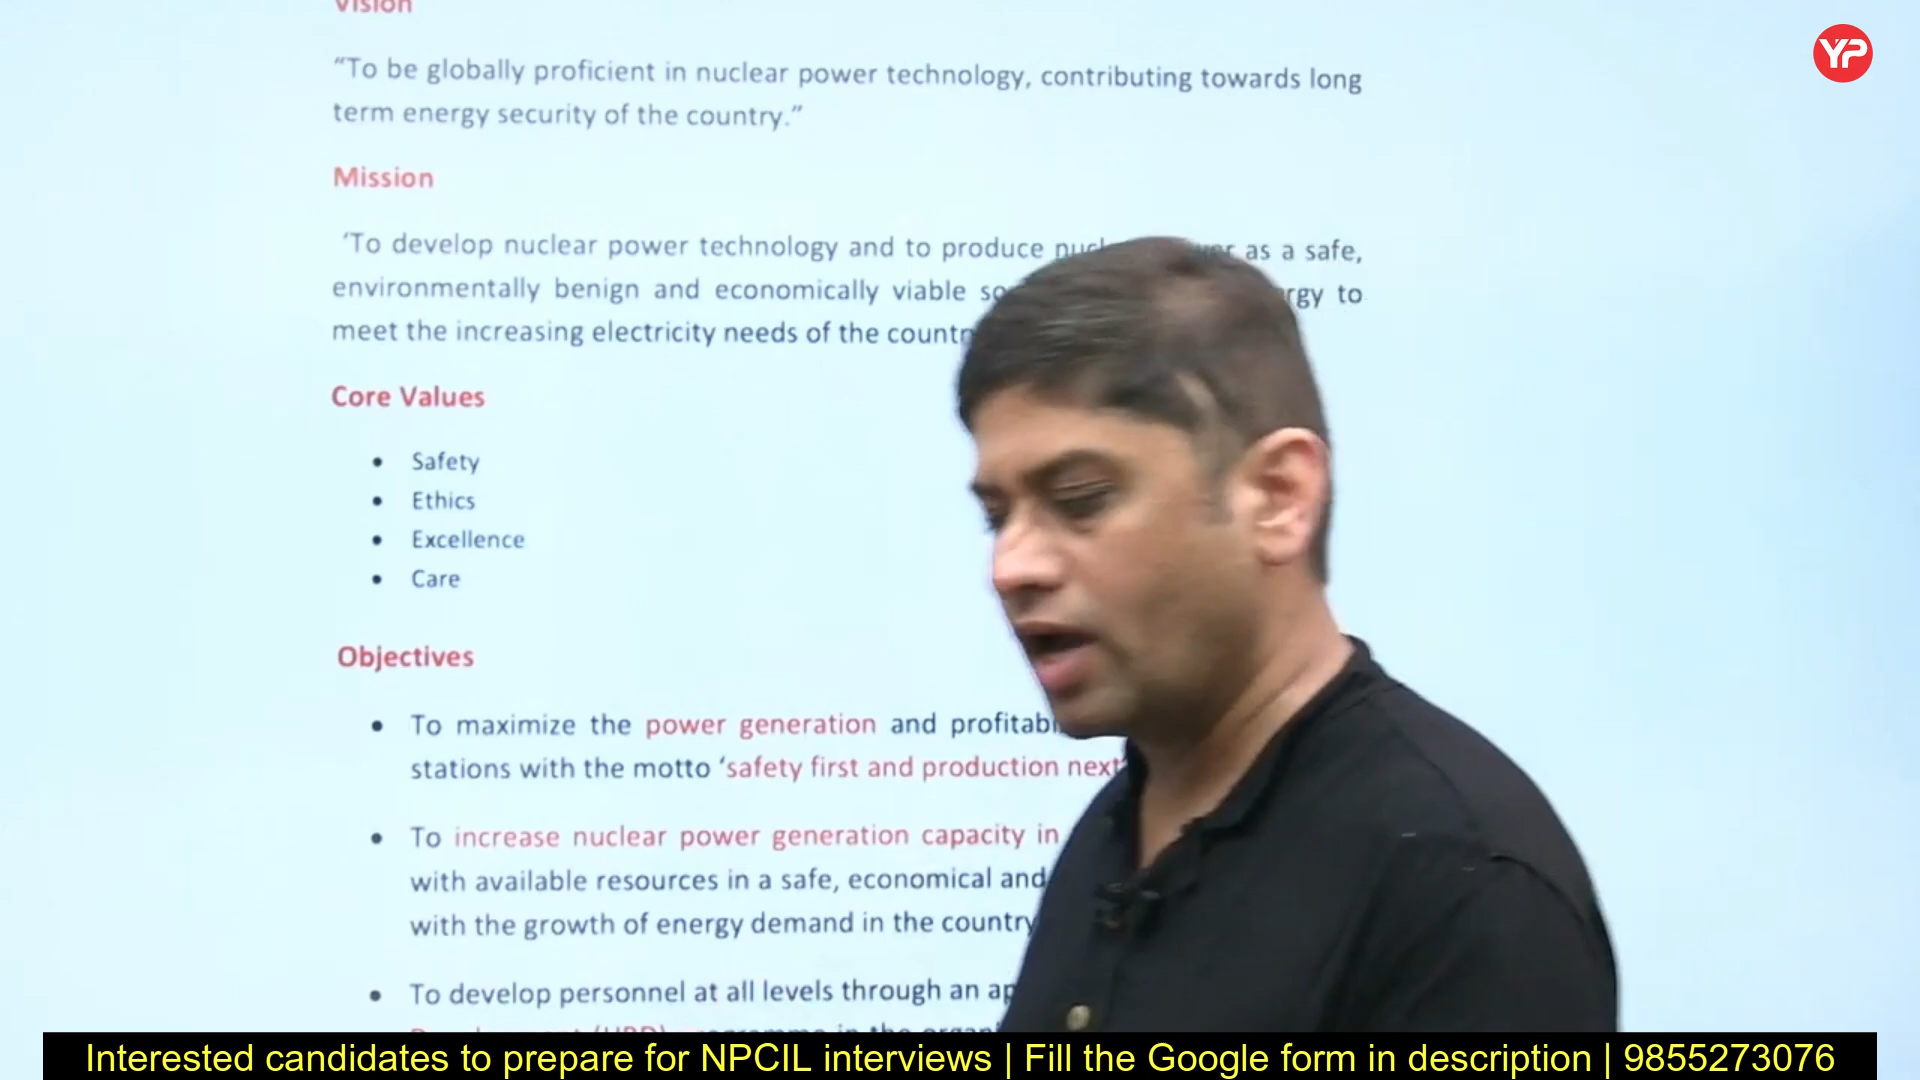 Vision
YP
“To be globally proficient in nuclear power technology, contributing towards long
term energy security of the country.”
Mission
‘To develop nuclear power technology and to produce as a safe,
environmentally benign and economically viable to
meet the increasing electricity needs of the
Core Values
• Safety
• Ethics
• Excellence
• Care
Objectives
• To maximize the power generation and
stations with the motto ‘safety first and production next’
• To increase nuclear power generation capacity in
with available resources in a safe, economical and
with the growth of energy demand in the country
• To develop personnel at all levels through an
Interested candidates to prepare for NPCIL interviews | Fill the Google form in description | 9855273076